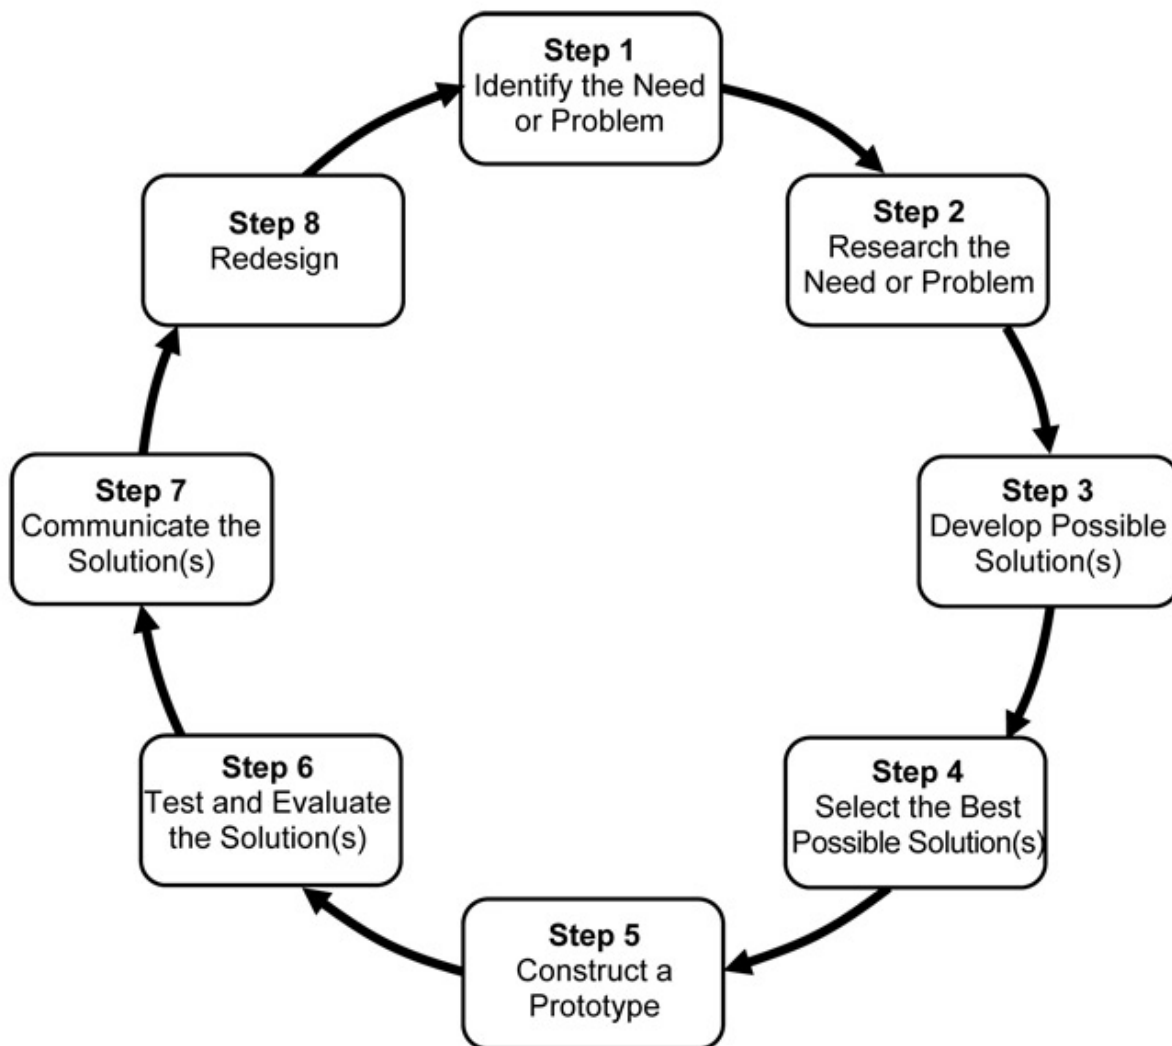 Step 1
Identify the Need
or Problem
Step 2
Research the
Need or Problem
Step 3
Develop Possible
Solution(s)
Step 4
Select the Best
Possible Solution(s)
Step 5
Construct a
Prototype
Step 6
Test and Evaluate
the Solution(s)
Step 7
Communicate the
Solution(s)
Step 8
Redesign